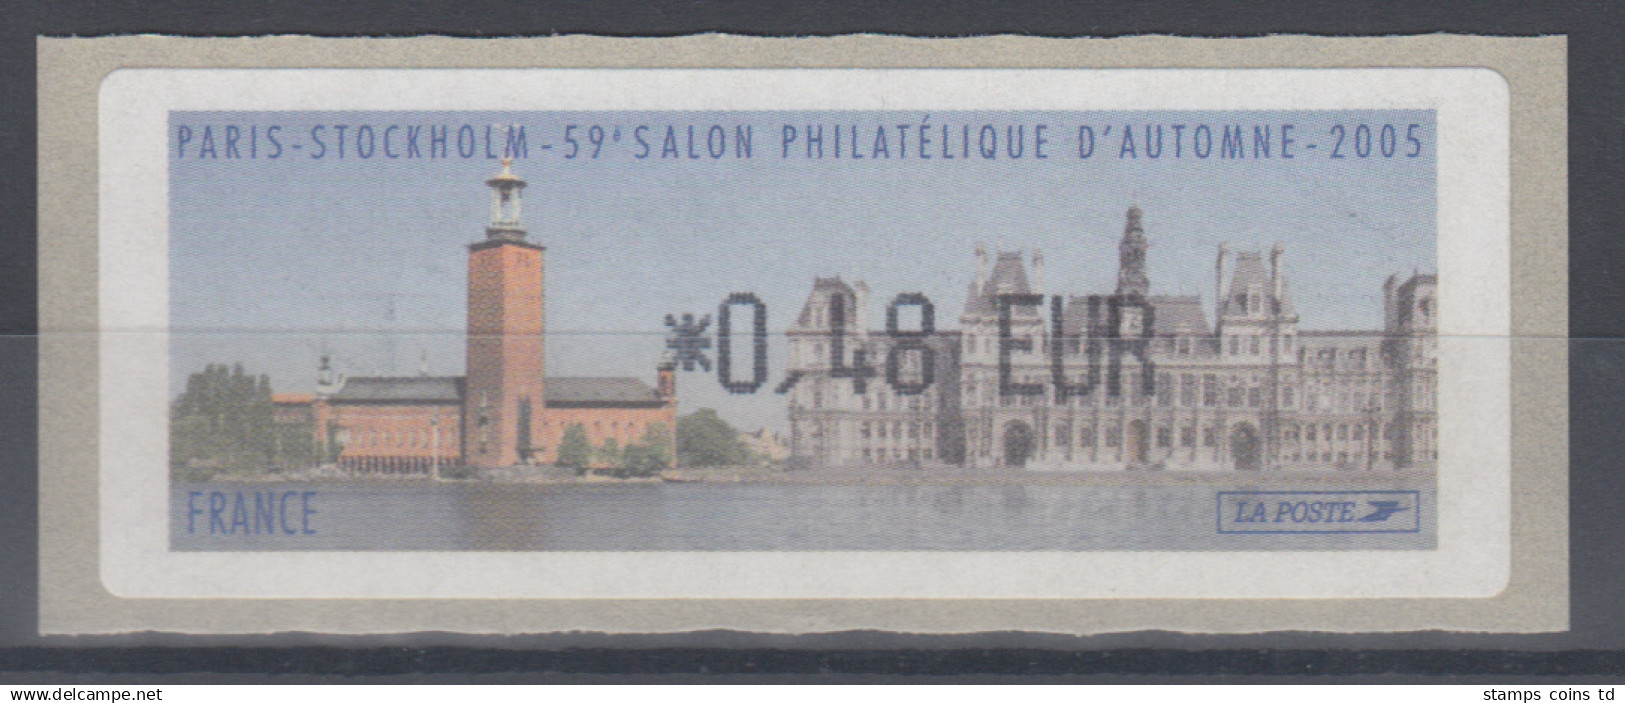 PARIS-STOCKHOLM-59e SALON PHILATÉLIQUE D'AUTOMNE-2005
*0,48 EUR
FRANCE
LA POSTE
www.delcampe.net
stamps coins td